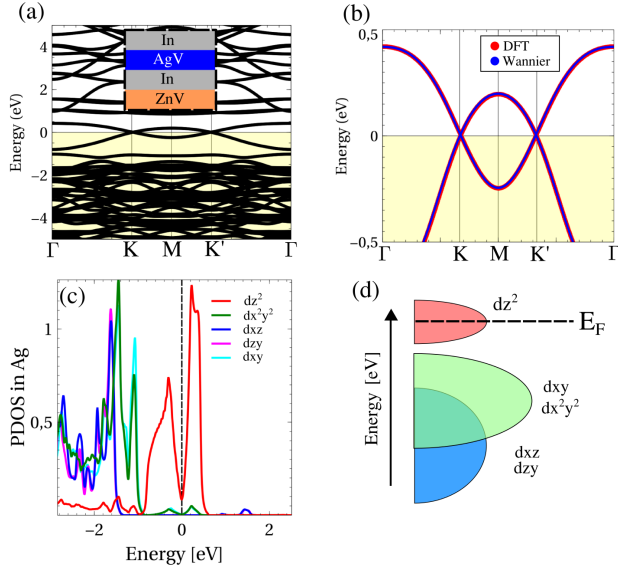 (a)
Energy (eV)
4
2
0
−2
−4
In
AgV
In
ZnV
Γ K M K' Γ
(b)
Energy (eV)
0.5
0
-0,5
DFT
Wannier
Γ K M K' Γ
(c)
PDOS in Ag
1
0,5
dz²
dx²y²
dxz
dzy
dxy
−2 0 2
Energy [eV]
(d)
Energy [eV]
dz²
E_F
dxy
dx²y²
dxz
dzy